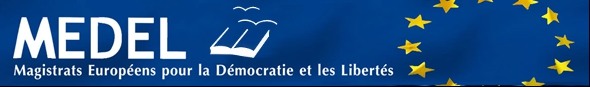 MEDEL
Magistrats Européens pour la Démocratie et les Libertés